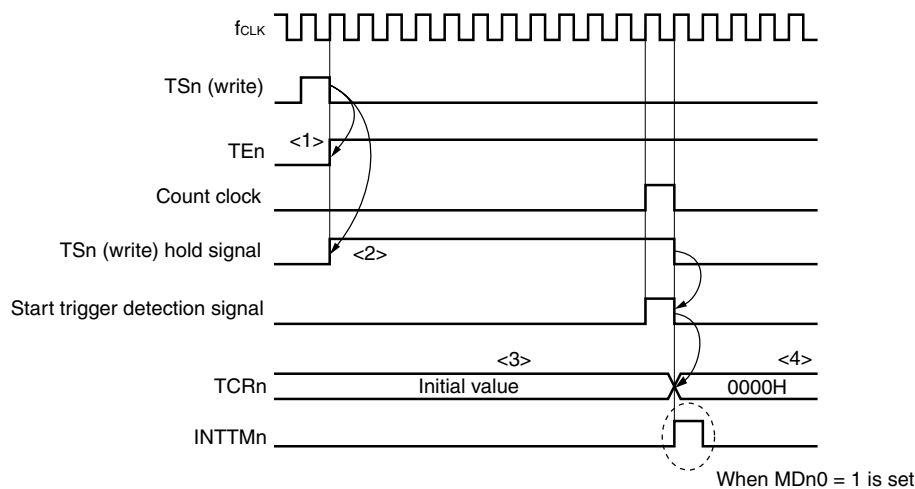 fCLK
TSn (write)
<1>
TEn
Count clock
TSn (write) hold signal
<2>
Start trigger detection signal
<3>
<4>
TCRn
Initial value
0000H
INTTMn
When MDn0 = 1 is set